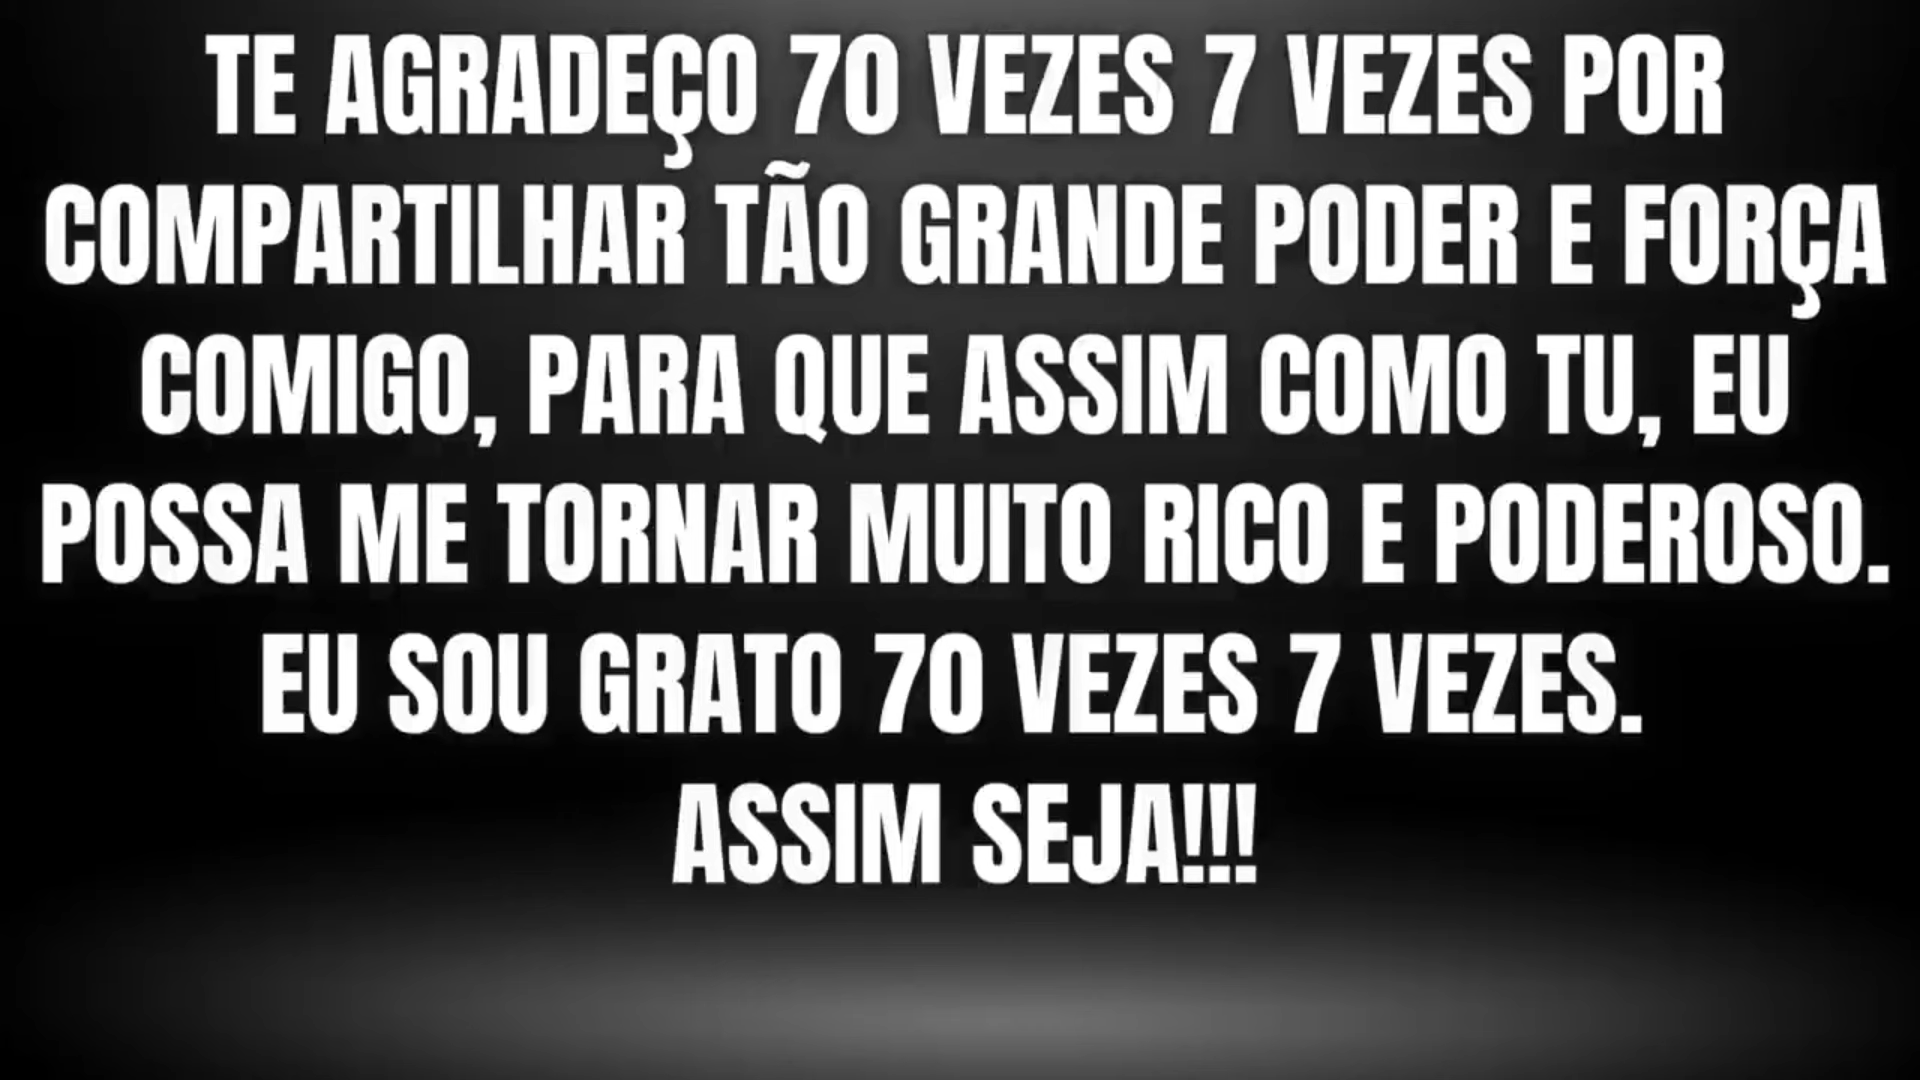 TE AGRADEÇO 70 VEZES 7 VEZES POR
COMPARTILHAR TÃO GRANDE PODER E FORÇA
COMIGO, PARA QUE ASSIM COMO TU, EU
POSSA ME TORNAR MUITO RICO E PODEROSO.
EU SOU GRATO 70 VEZES 7 VEZES.
ASSIM SEJA!!!